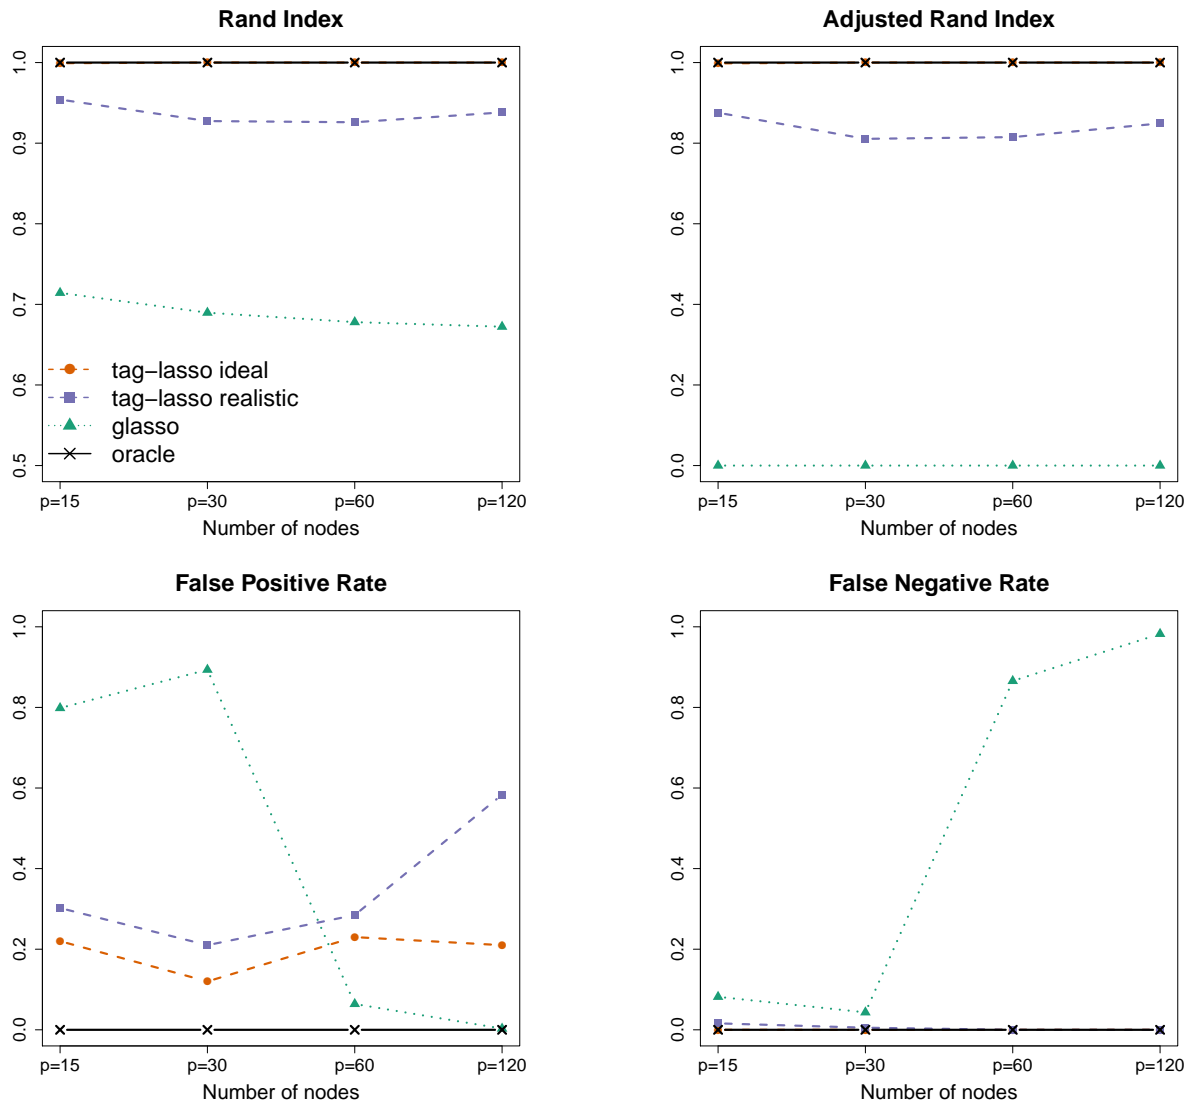 Rand Index
1.0
0.9
0.8
0.7
0.6
0.5
tag−lasso ideal
tag−lasso realistic
glasso
oracle
p=15 p=30 p=60 p=120
Number of nodes
Adjusted Rand Index
1.0
0.8
0.6
0.4
0.2
0.0
p=15 p=30 p=60 p=120
Number of nodes
False Positive Rate
1.0
0.8
0.6
0.4
0.2
0.0
p=15 p=30 p=60 p=120
Number of nodes
False Negative Rate
1.0
0.8
0.6
0.4
0.2
0.0
p=15 p=30 p=60 p=120
Number of nodes